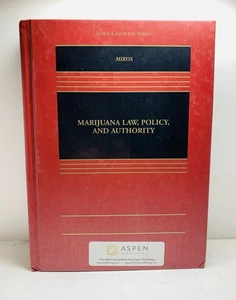 ASPEN CASEBOOK SERIES
MIKOS
MARIJUANA LAW, POLICY,
AND AUTHORITY
ASPEN